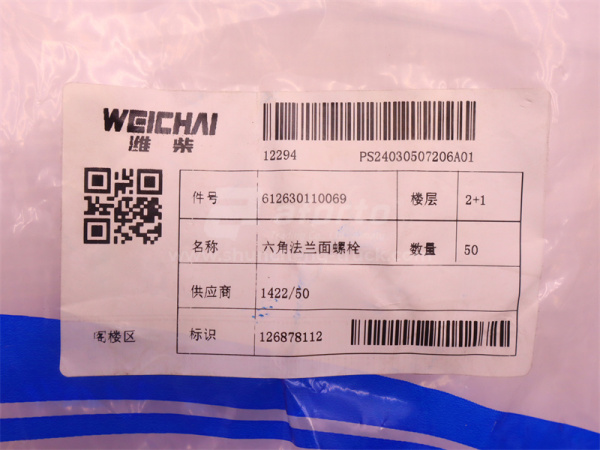 WEICHAI
潍柴
12294 PS24030507206A01
件号 612630110069 楼层 2+1
名称 六角法兰面螺栓 数量 50
供应商 1422/50
阁楼区 标识 126878112